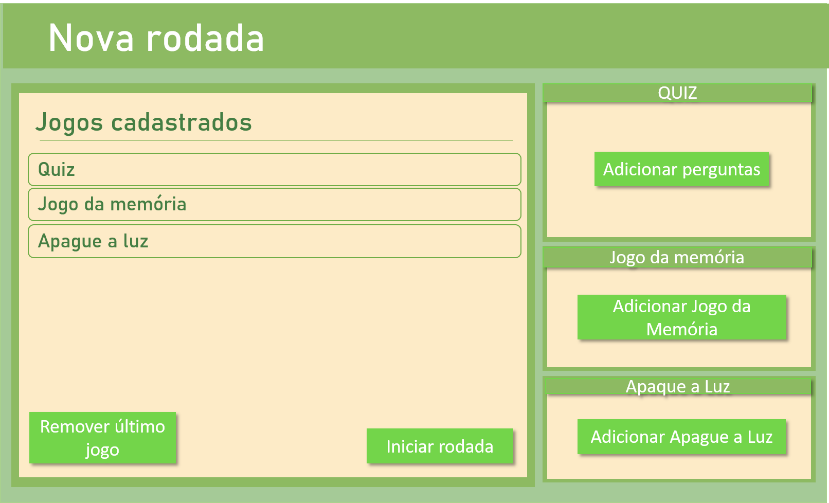 Nova rodada
Jogos cadastrados
Quiz
Jogo da memória
Apague a luz
Remover último
jogo
Iniciar rodada
QUIZ
Adicionar perguntas
Jogo da memória
Adicionar Jogo da
Memória
Apaque a Luz
Adicionar Apague a Luz